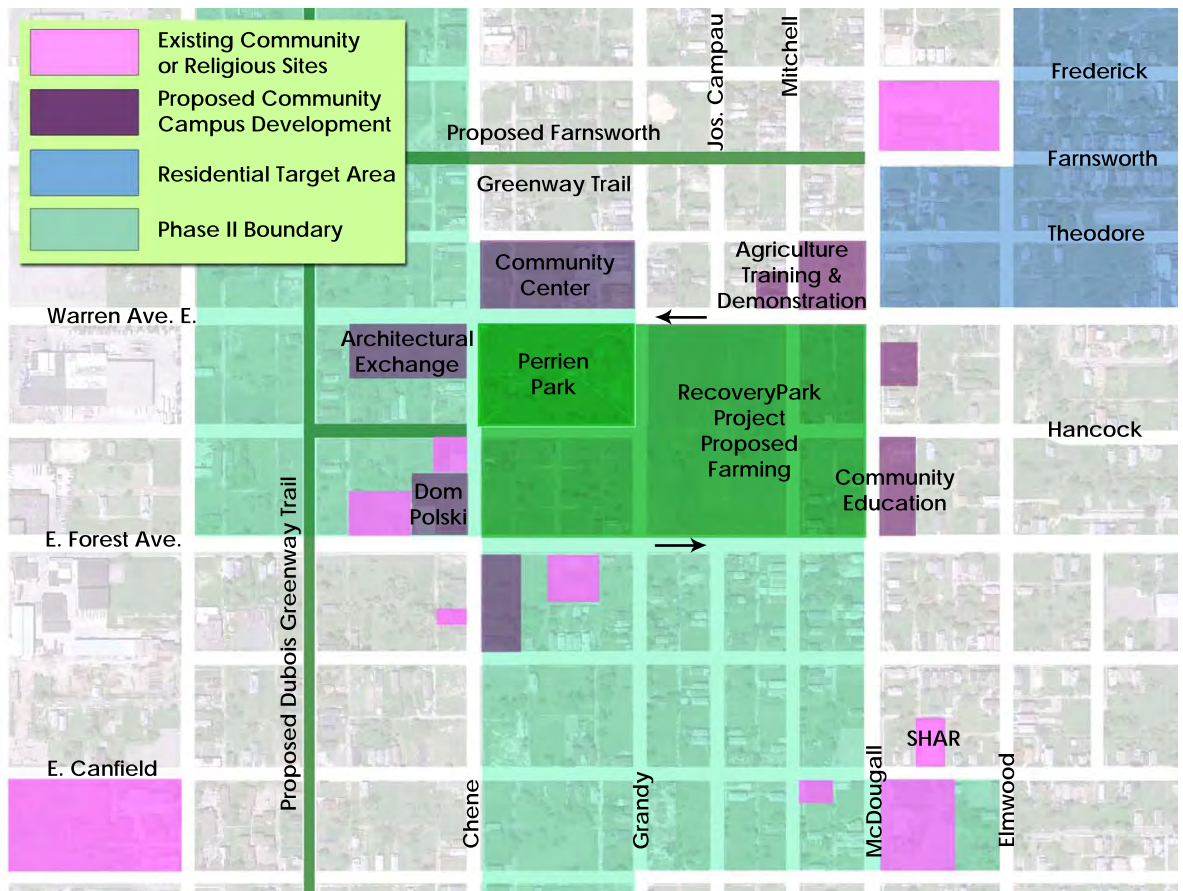 Existing Community
or Religious Sites
Proposed Community
Campus Development
Residential Target Area
Phase II Boundary
Jos. Campau
Mitchell
Frederick
Proposed Farnsworth
Greenway Trail
Farnsworth
Theodore
Community
Center
Agriculture
Training &
Demonstration
Warren Ave. E.
Architectural
Exchange
Perrien
Park
RecoveryPark
Project
Proposed
Farming
Hancock
Dom
Polski
Community
Education
E. Forest Ave.
Proposed Dubois Greenway Trail
SHAR
E. Canfield
Chene
Grandy
McDougall
Elmwood